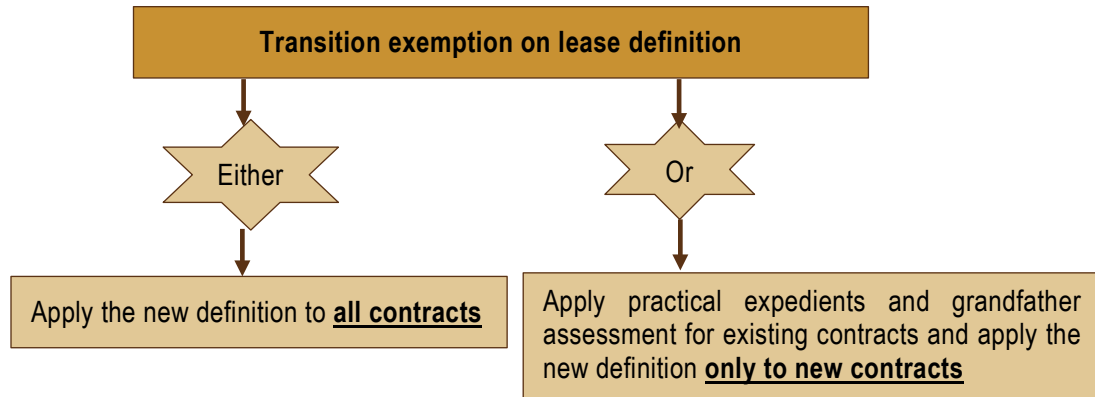 Transition exemption on lease definition
Either
Or
Apply the new definition to all contracts
Apply practical expedients and grandfather
assessment for existing contracts and apply the
new definition only to new contracts